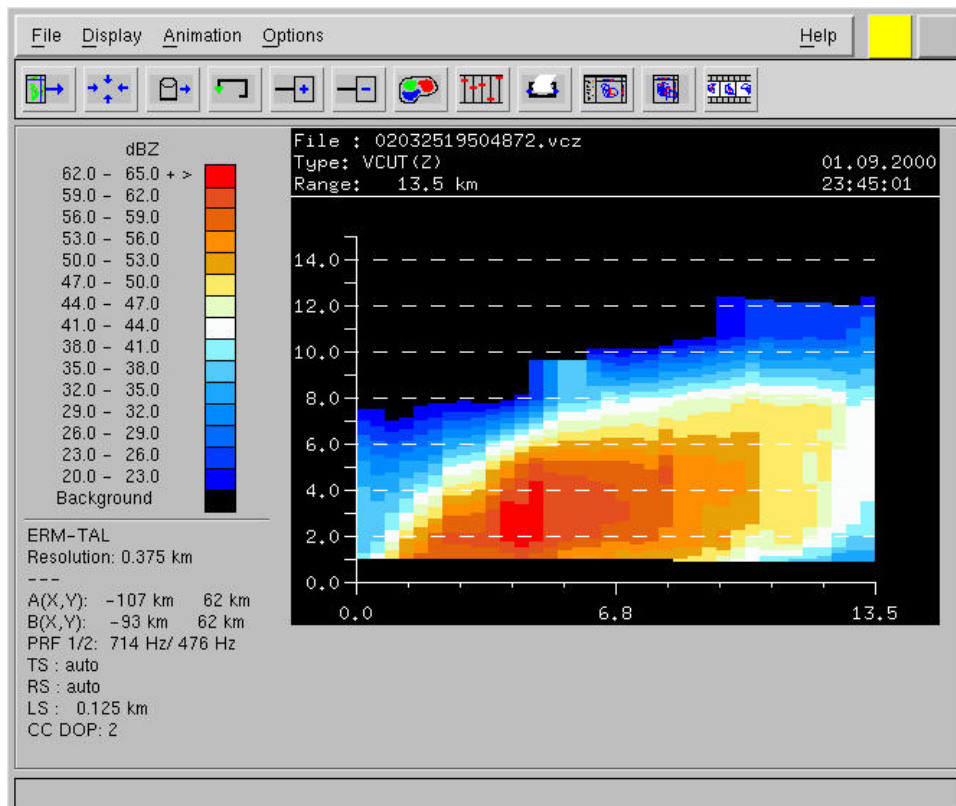 File Display Animation Options Help
File : 02032519504872.vcz
Type: VCUT(Z) 01.09.2000
Range: 13.5 km 23:45:01
dBZ
62.0 - 65.0 + >
59.0 - 62.0
56.0 - 59.0
53.0 - 56.0
50.0 - 53.0
47.0 - 50.0
44.0 - 47.0
41.0 - 44.0
38.0 - 41.0
35.0 - 38.0
32.0 - 35.0
29.0 - 32.0
26.0 - 29.0
23.0 - 26.0
20.0 - 23.0
Background
14.0
12.0
10.0
8.0
6.0
4.0
2.0
0.0
0.0 6.8 13.5
ERM-TAL
Resolution: 0.375 km
---
A(X,Y): -107 km 62 km
B(X,Y): -93 km 62 km
PRF 1/2: 714 Hz/ 476 Hz
TS : auto
RS : auto
LS : 0.125 km
CC DOP: 2